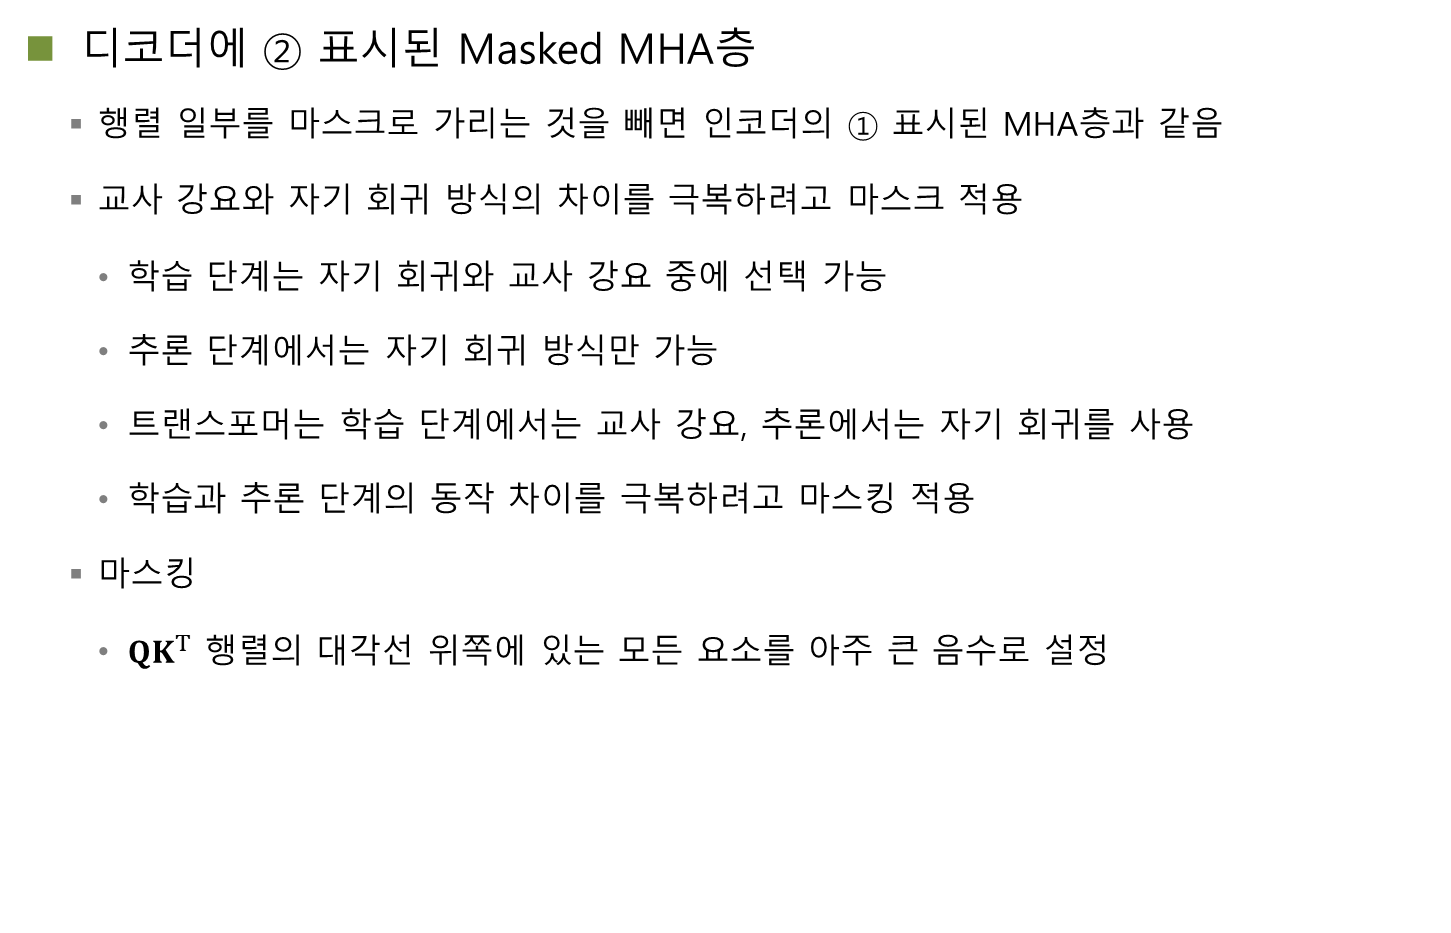 ■ 디코더에 ② 표시된 Masked MHA층
▪ 행렬 일부를 마스크로 가리는 것을 빼면 인코더의 ① 표시된 MHA층과 같음
▪ 교사 강요와 자기 회귀 방식의 차이를 극복하려고 마스크 적용
• 학습 단계는 자기 회귀와 교사 강요 중에 선택 가능
• 추론 단계에서는 자기 회귀 방식만 가능
• 트랜스포머는 학습 단계에서는 교사 강요, 추론에서는 자기 회귀를 사용
• 학습과 추론 단계의 동작 차이를 극복하려고 마스킹 적용
▪ 마스킹
• QKᵀ 행렬의 대각선 위쪽에 있는 모든 요소를 아주 큰 음수로 설정